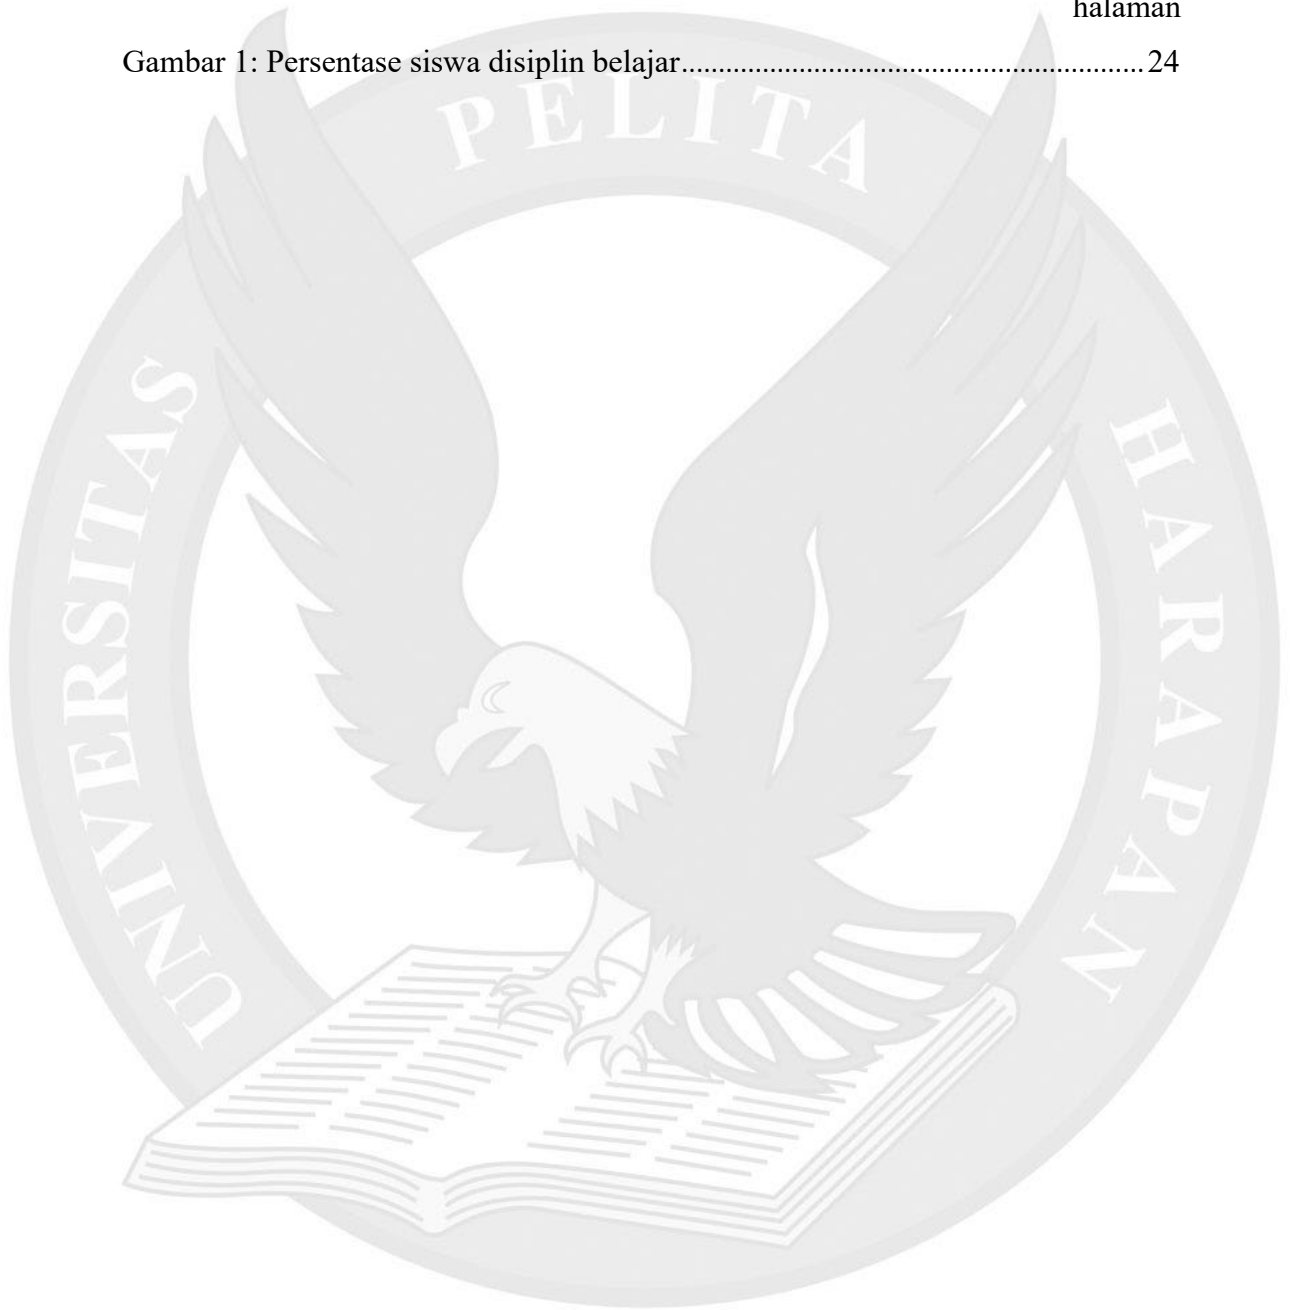 halaman
Gambar 1: Persentase siswa disiplin belajar..............................................................24
UNIVERSITAS PELITA HARAPAN